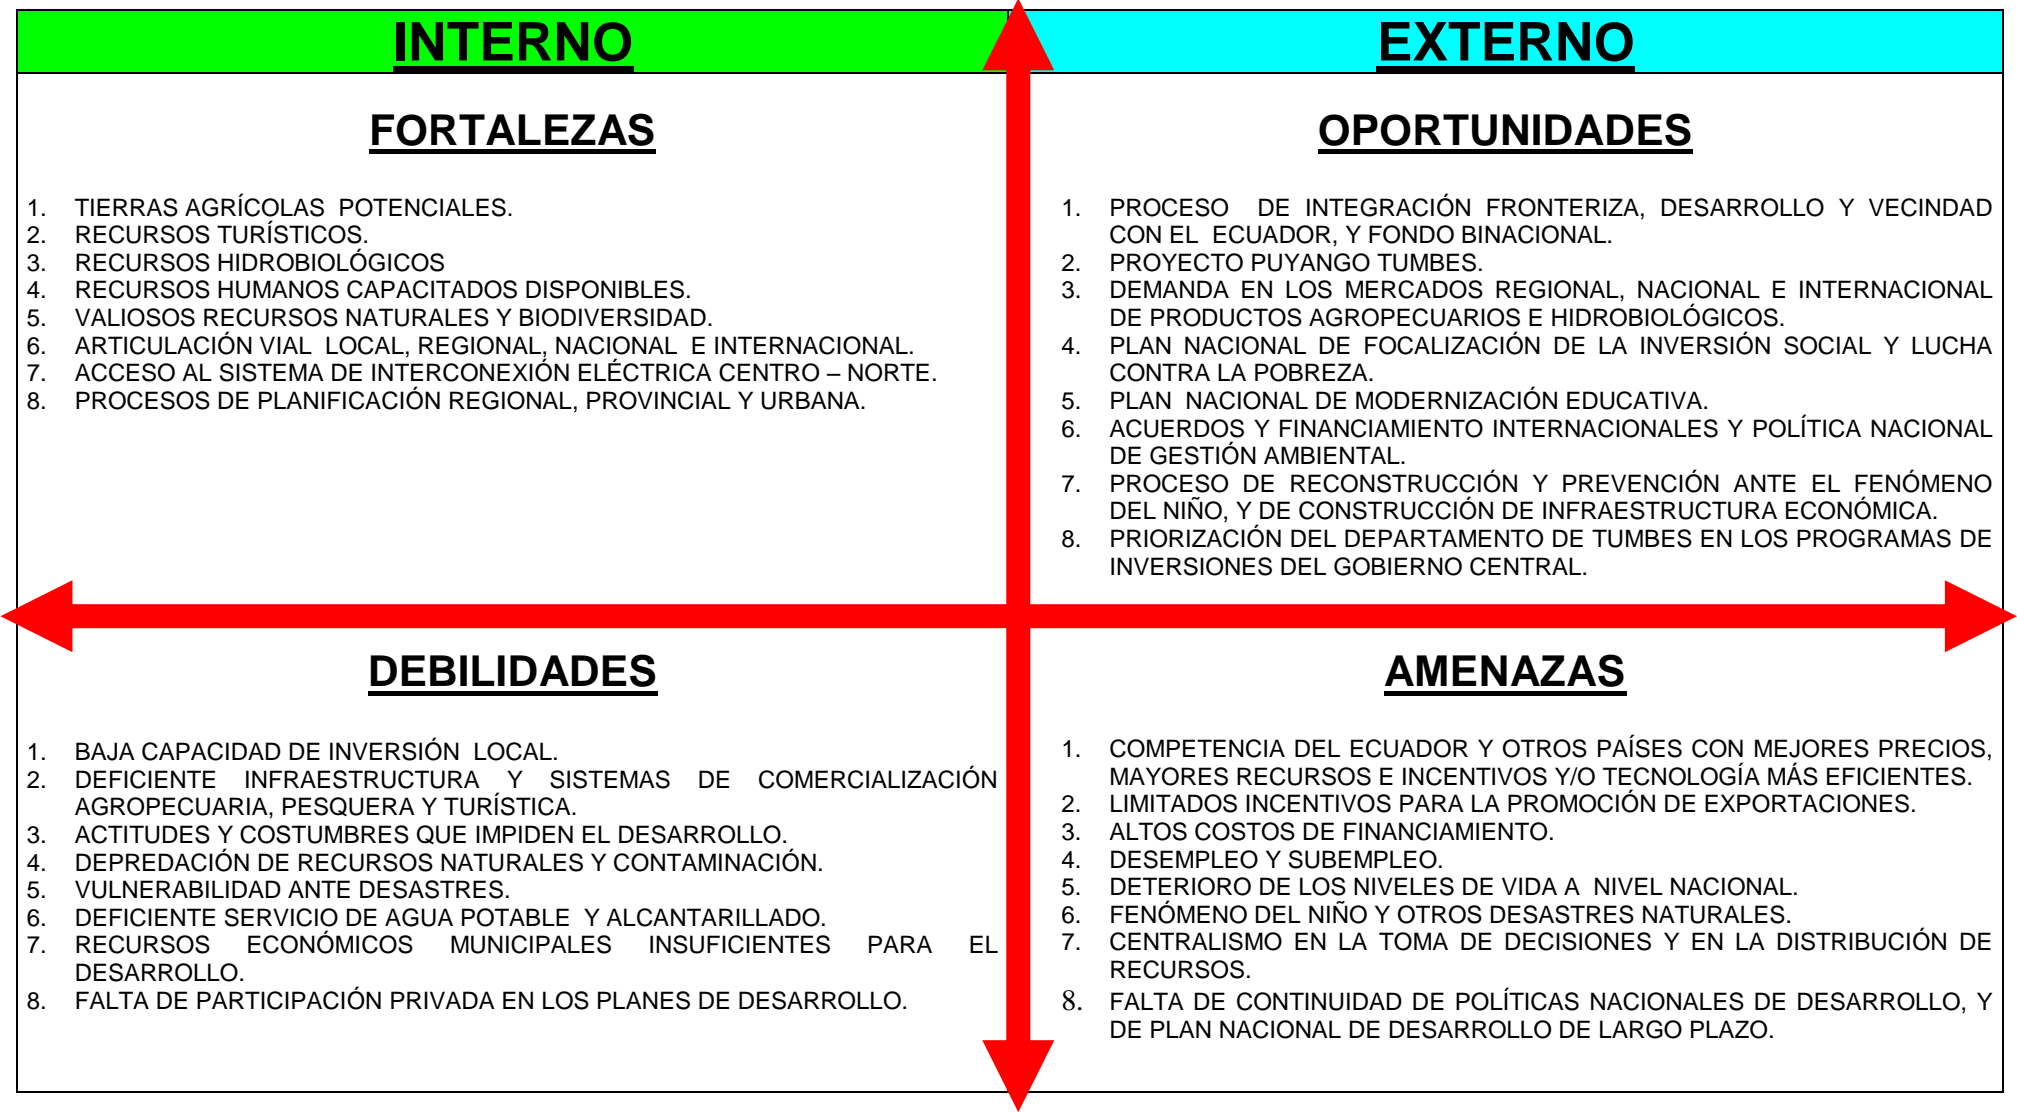 INTERNO
EXTERNO
FORTALEZAS
1. TIERRAS AGRÍCOLAS POTENCIALES.
2. RECURSOS TURÍSTICOS.
3. RECURSOS HIDROBIOLÓGICOS
4. RECURSOS HUMANOS CAPACITADOS DISPONIBLES.
5. VALIOSOS RECURSOS NATURALES Y BIODIVERSIDAD.
6. ARTICULACIÓN VIAL LOCAL, REGIONAL, NACIONAL E INTERNACIONAL.
7. ACCESO AL SISTEMA DE INTERCONEXIÓN ELÉCTRICA CENTRO – NORTE.
8. PROCESOS DE PLANIFICACIÓN REGIONAL, PROVINCIAL Y URBANA.
OPORTUNIDADES
1. PROCESO DE INTEGRACIÓN FRONTERIZA, DESARROLLO Y VECINDAD
CON EL ECUADOR, Y FONDO BINACIONAL.
2. PROYECTO PUYANGO TUMBES.
3. DEMANDA EN LOS MERCADOS REGIONAL, NACIONAL E INTERNACIONAL
DE PRODUCTOS AGROPECUARIOS E HIDROBIOLÓGICOS.
4. PLAN NACIONAL DE FOCALIZACIÓN DE LA INVERSIÓN SOCIAL Y LUCHA
CONTRA LA POBREZA.
5. PLAN NACIONAL DE MODERNIZACIÓN EDUCATIVA.
6. ACUERDOS Y FINANCIAMIENTO INTERNACIONALES Y POLÍTICA NACIONAL
DE GESTIÓN AMBIENTAL.
7. PROCESO DE RECONSTRUCCIÓN Y PREVENCIÓN ANTE EL FENÓMENO
DEL NIÑO, Y DE CONSTRUCCIÓN DE INFRAESTRUCTURA ECONÓMICA.
8. PRIORIZACIÓN DEL DEPARTAMENTO DE TUMBES EN LOS PROGRAMAS DE
INVERSIONES DEL GOBIERNO CENTRAL.
DEBILIDADES
1. BAJA CAPACIDAD DE INVERSIÓN LOCAL.
2. DEFICIENTE INFRAESTRUCTURA Y SISTEMAS DE COMERCIALIZACIÓN
AGROPECUARIA, PESQUERA Y TURÍSTICA.
3. ACTITUDES Y COSTUMBRES QUE IMPIDEN EL DESARROLLO.
4. DEPREDACIÓN DE RECURSOS NATURALES Y CONTAMINACIÓN.
5. VULNERABILIDAD ANTE DESASTRES.
6. DEFICIENTE SERVICIO DE AGUA POTABLE Y ALCANTARILLADO.
7. RECURSOS ECONÓMICOS MUNICIPALES INSUFICIENTES PARA EL
DESARROLLO.
8. FALTA DE PARTICIPACIÓN PRIVADA EN LOS PLANES DE DESARROLLO.
AMENAZAS
1. COMPETENCIA DEL ECUADOR Y OTROS PAÍSES CON MEJORES PRECIOS,
MAYORES RECURSOS E INCENTIVOS Y/O TECNOLOGÍA MÁS EFICIENTES.
2. LIMITADOS INCENTIVOS PARA LA PROMOCIÓN DE EXPORTACIONES.
3. ALTOS COSTOS DE FINANCIAMIENTO.
4. DESEMPLEO Y SUBEMPLEO.
5. DETERIORO DE LOS NIVELES DE VIDA A NIVEL NACIONAL.
6. FENÓMENO DEL NIÑO Y OTROS DESASTRES NATURALES.
7. CENTRALISMO EN LA TOMA DE DECISIONES Y EN LA DISTRIBUCIÓN DE
RECURSOS.
8. FALTA DE CONTINUIDAD DE POLÍTICAS NACIONALES DE DESARROLLO, Y
DE PLAN NACIONAL DE DESARROLLO DE LARGO PLAZO.